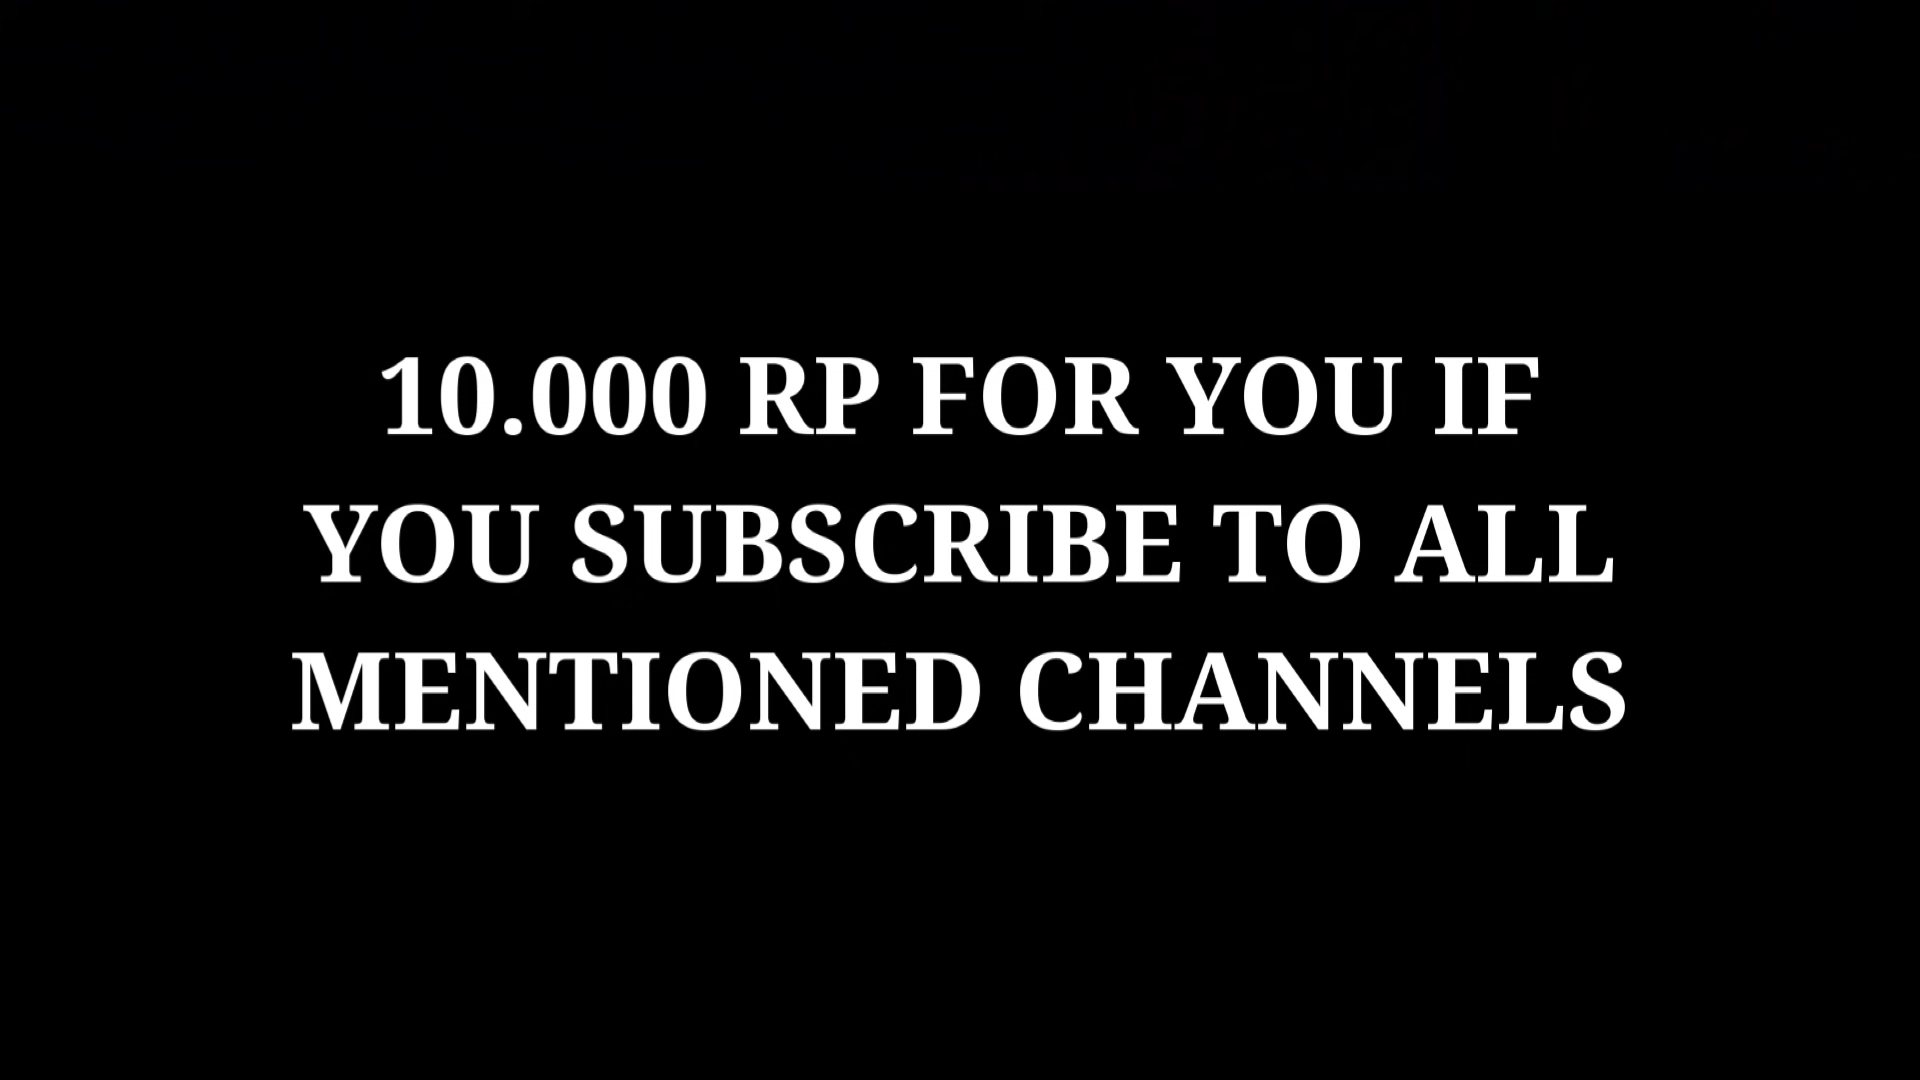 10.000 RP FOR YOU IF
YOU SUBSCRIBE TO ALL
MENTIONED CHANNELS